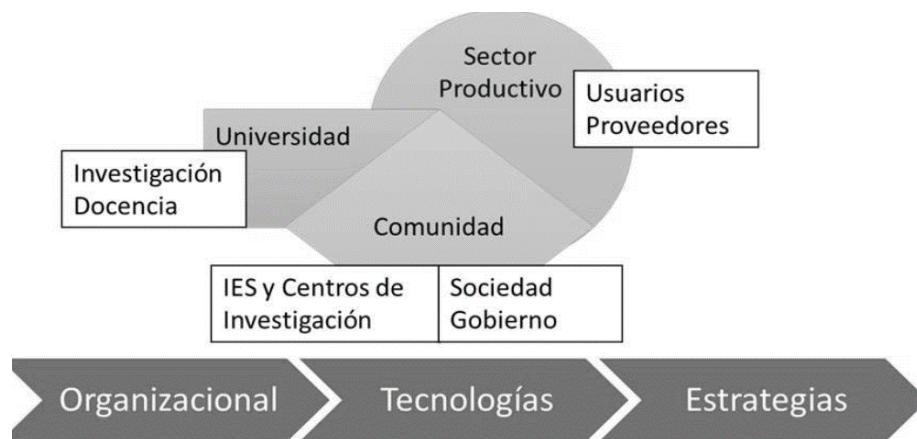 Sector
Productivo
Usuarios
Proveedores
Universidad
Investigación
Docencia
Comunidad
IES y Centros de
Investigación
Sociedad
Gobierno
Organizacional
Tecnologías
Estrategias